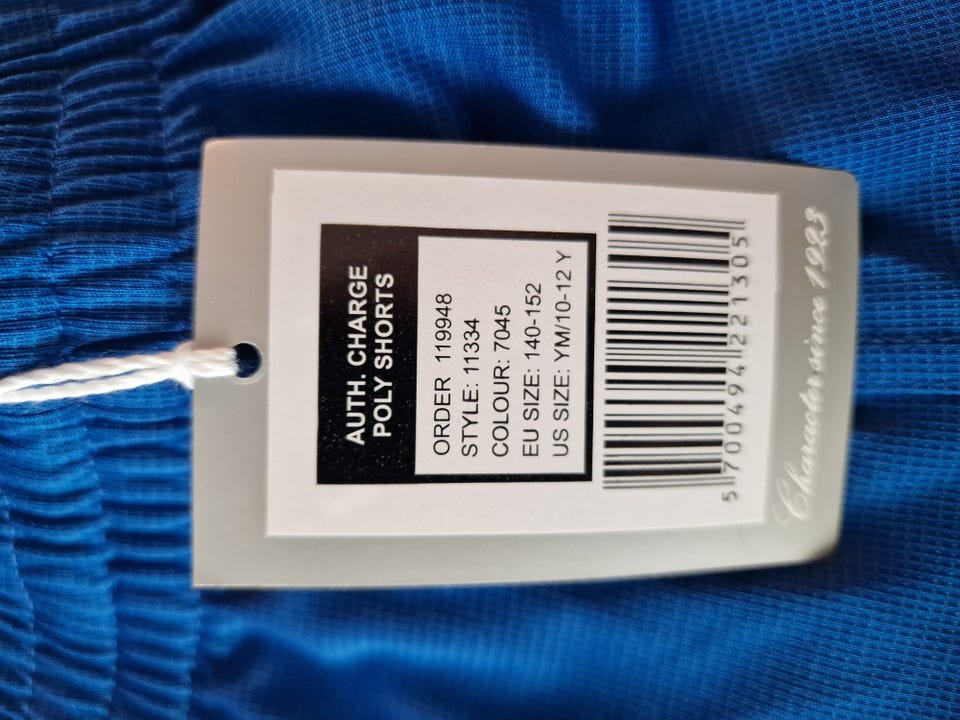 AUTH. CHARGE
POLY SHORTS
ORDER 119948
STYLE: 11334
COLOUR: 7045
EU SIZE: 140-152
US SIZE: YM/10-12 Y
5 700494 221305
Character since 1923